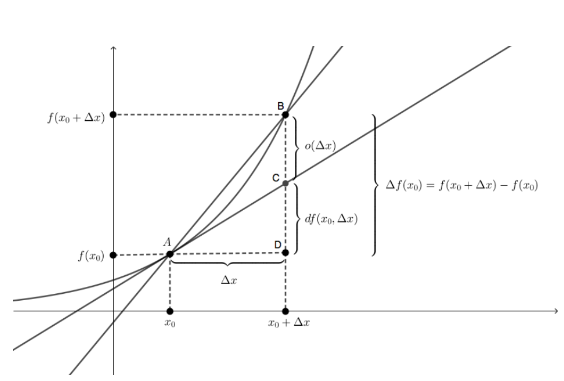 B
f(x₀ + Δx)
o(Δx)
C
Δf(x₀) = f(x₀ + Δx) − f(x₀)
df(x₀, Δx)
A
D
f(x₀)
Δx
x₀
x₀ + Δx